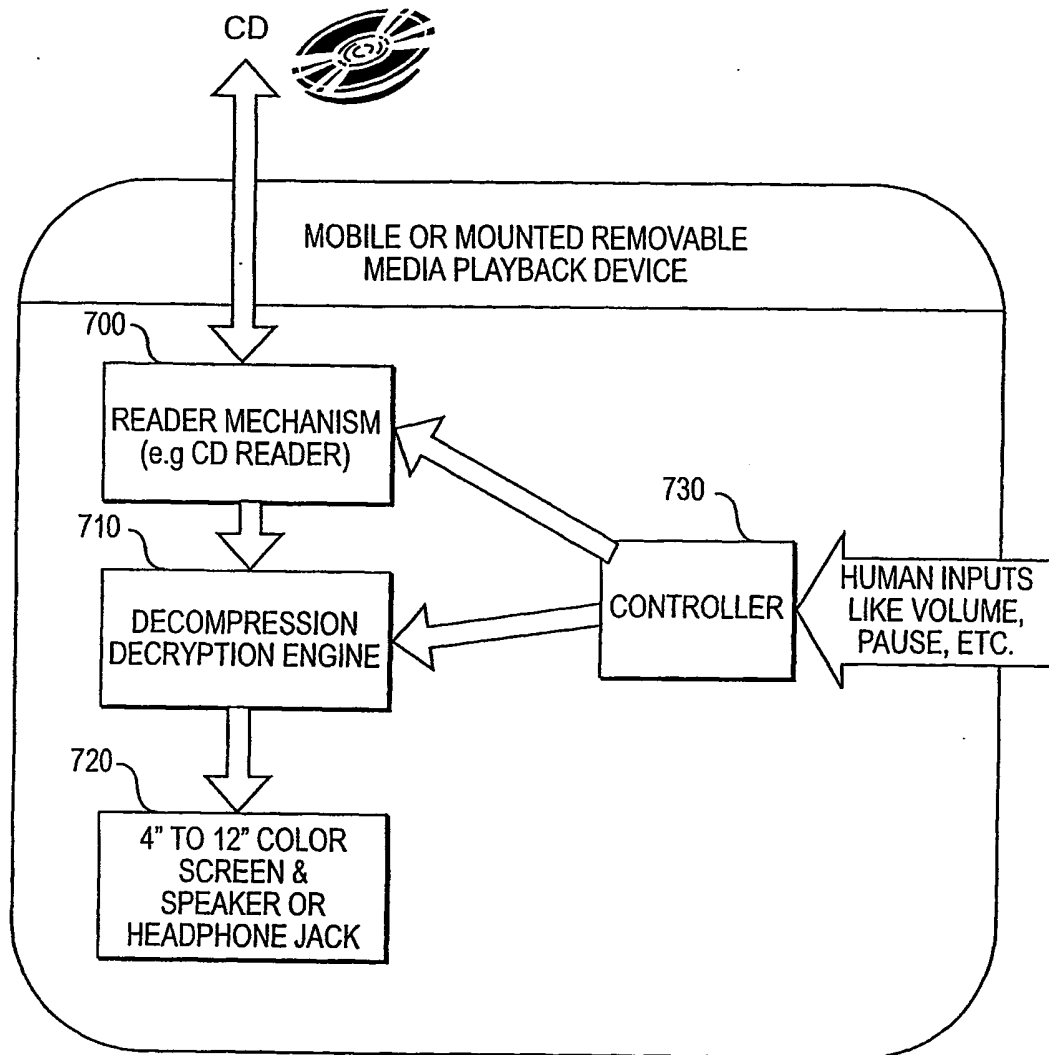 CD
MOBILE OR MOUNTED REMOVABLE
MEDIA PLAYBACK DEVICE
700
READER MECHANISM
(e.g CD READER)
710
DECOMPRESSION
DECRYPTION ENGINE
730
CONTROLLER
HUMAN INPUTS
LIKE VOLUME,
PAUSE, ETC.
720
4" TO 12" COLOR
SCREEN &
SPEAKER OR
HEADPHONE JACK